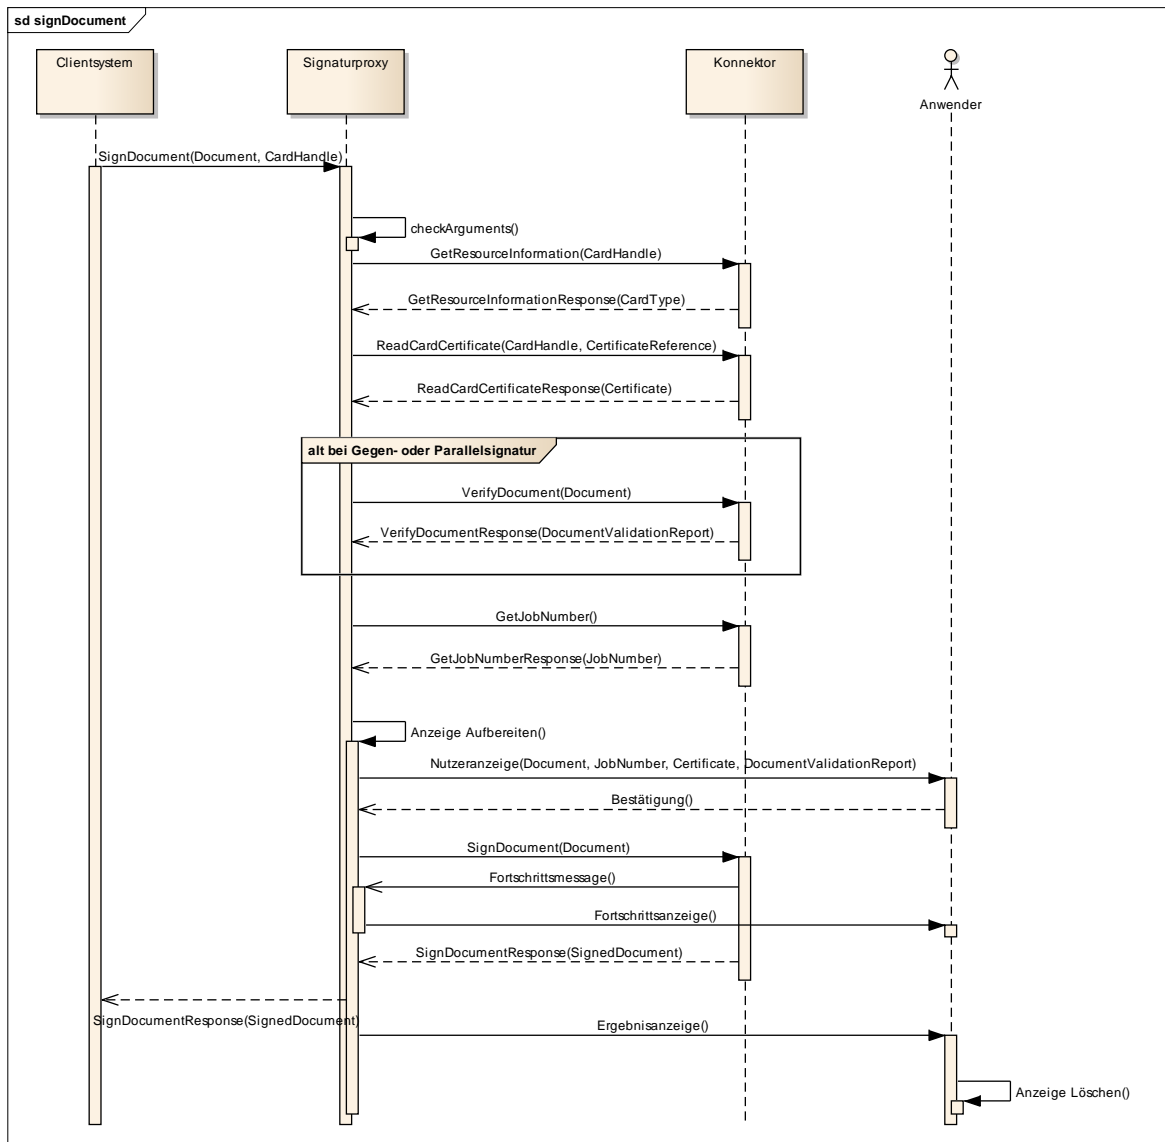 sd signDocument
Clientsystem
Signaturproxy
Konnektor
Anwender
SignDocument(Document, CardHandle)
checkArguments()
GetResourceInformation(CardHandle)
GetResourceInformationResponse(CardType)
ReadCardCertificate(CardHandle, CertificateReference)
ReadCardCertificateResponse(Certificate)
alt bei Gegen- oder Parallelsignatur
VerifyDocument(Document)
VerifyDocumentResponse(DocumentValidationReport)
GetJobNumber()
GetJobNumberResponse(JobNumber)
Anzeige Aufbereiten()
Nutzeranzeige(Document, JobNumber, Certificate, DocumentValidationReport)
Bestätigung()
SignDocument(Document)
Fortschrittsmessage()
Fortschrittsanzeige()
SignDocumentResponse(SignedDocument)
SignDocumentResponse(SignedDocument)
Ergebnisanzeige()
Anzeige Löschen()